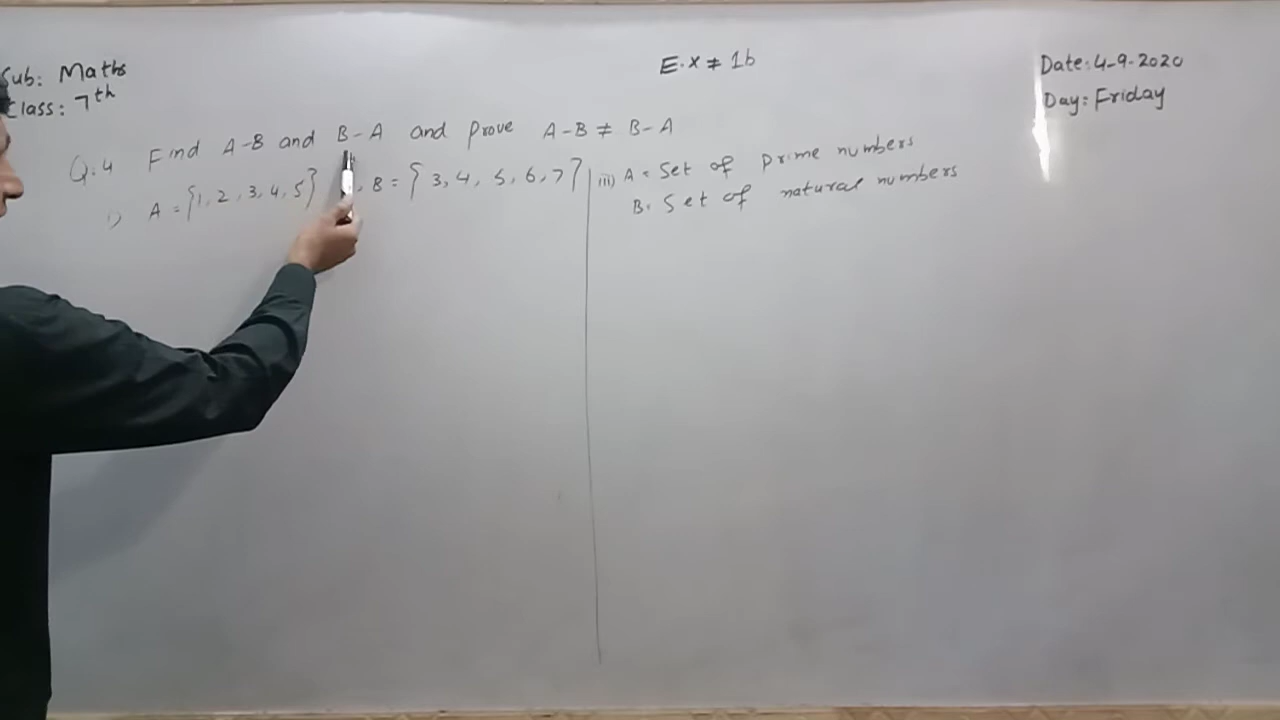 Sub: Maths
Class: 7th
E.x ≠ 1b
Date: 4-9-2020
Day: Friday
Q.4 Find A-B and B-A and prove A-B ≠ B-A
i) A = {1, 2, 3, 4, 5} , B = { 3, 4, 5, 6, 7}
iii) A = Set of prime numbers
B = Set of natural numbers